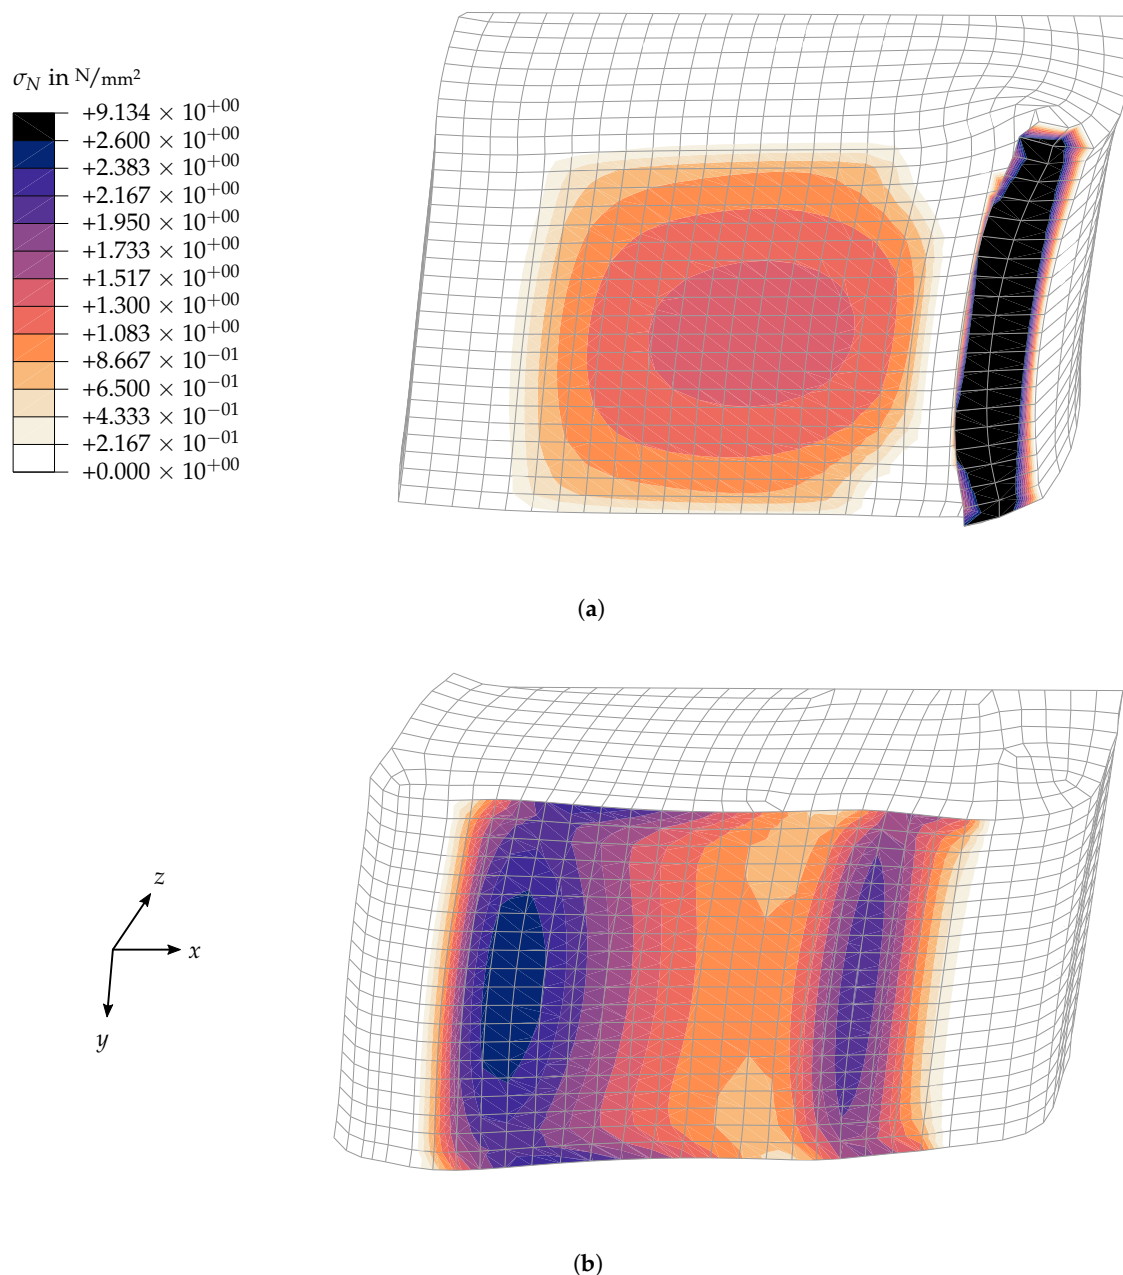 σN in N/mm²
+9.134 × 10⁺⁰⁰
+2.600 × 10⁺⁰⁰
+2.383 × 10⁺⁰⁰
+2.167 × 10⁺⁰⁰
+1.950 × 10⁺⁰⁰
+1.733 × 10⁺⁰⁰
+1.517 × 10⁺⁰⁰
+1.300 × 10⁺⁰⁰
+1.083 × 10⁺⁰⁰
+8.667 × 10⁻⁰¹
+6.500 × 10⁻⁰¹
+4.333 × 10⁻⁰¹
+2.167 × 10⁻⁰¹
+0.000 × 10⁺⁰⁰
(a)
z
x
y
(b)